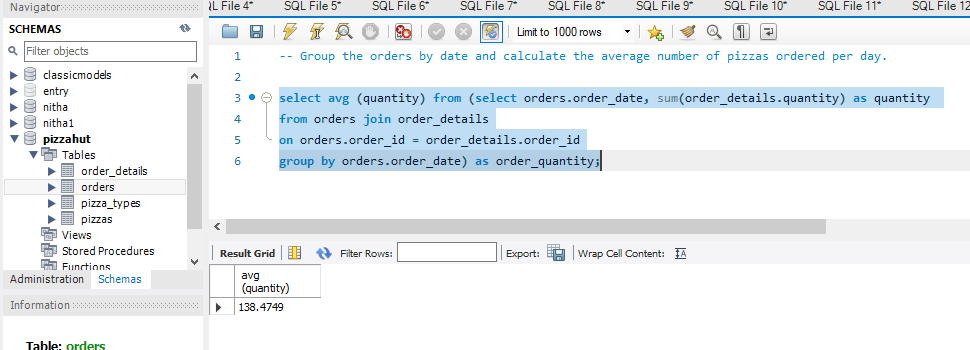 Navigator
SCHEMAS
Filter objects
classicmodels
entry
nitha
nitha1
pizzahut
Tables
order_details
orders
pizza_types
pizzas
Views
Stored Procedures
Functions
Administration Schemas
Information
Table: orders
QL File 4* SQL File 5* SQL File 6* SQL File 7* SQL File 8* SQL File 9* SQL File 10* SQL File 11* SQL File 12
Limit to 1000 rows
1 -- Group the orders by date and calculate the average number of pizzas ordered per day.
2
3 select avg (quantity) from (select orders.order_date, sum(order_details.quantity) as quantity
4 from orders join order_details
5 on orders.order_id = order_details.order_id
6 group by orders.order_date) as order_quantity;
Result Grid Filter Rows: Export: Wrap Cell Content:
avg
(quantity)
138.4749